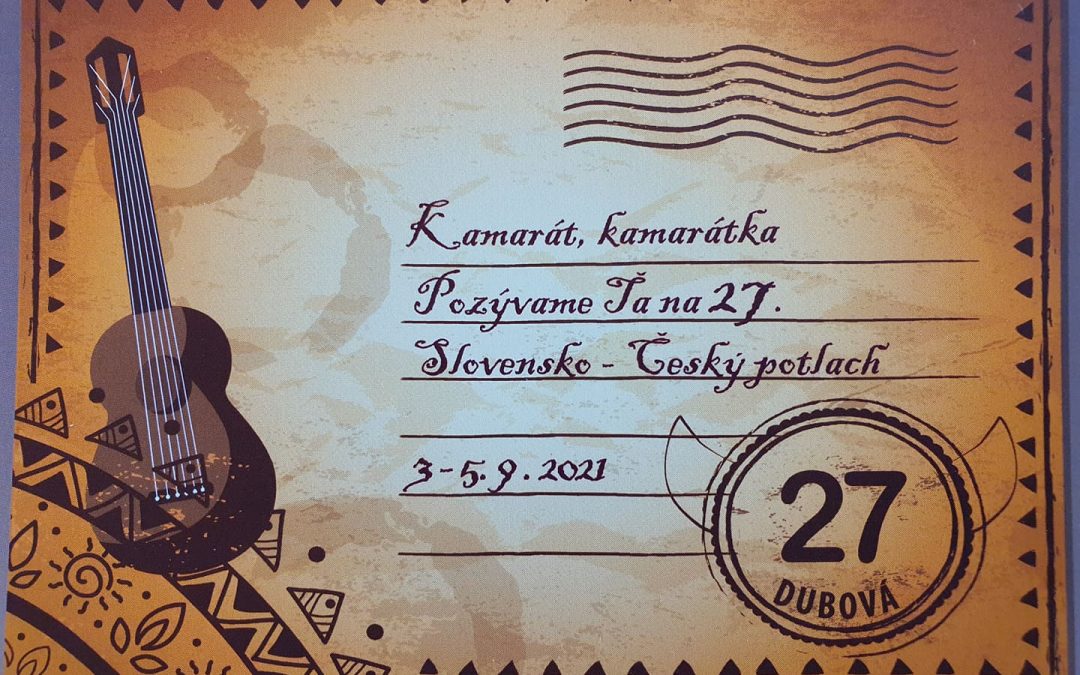 Kamarát, kamarátka
Pozývame Ťa na 27.
Slovensko - Český potlach
3-5.9.2021
27
DUBOVÁ